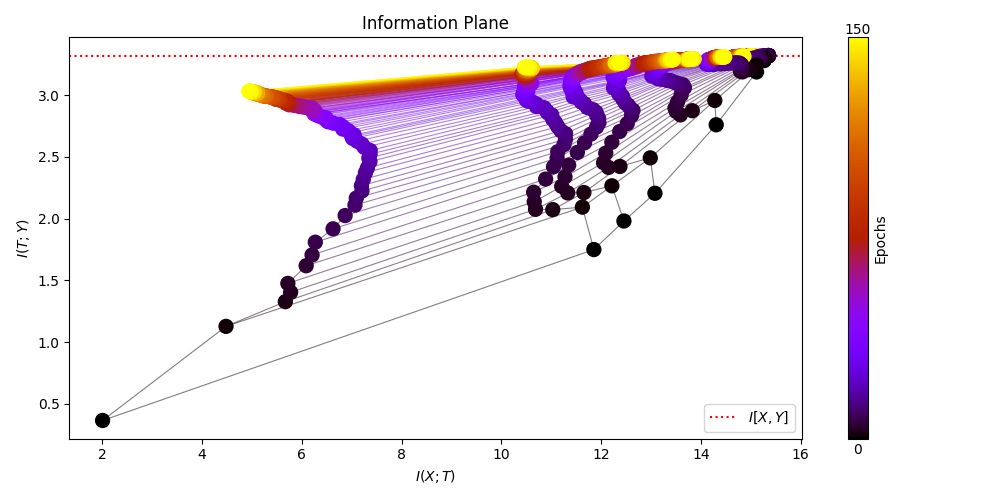 Information Plane
150
3.0
2.5
2.0
1.5
1.0
0.5
I(T; Y)
2 4 6 8 10 12 14 16
I(X; T)
I[X, Y]
Epochs
0